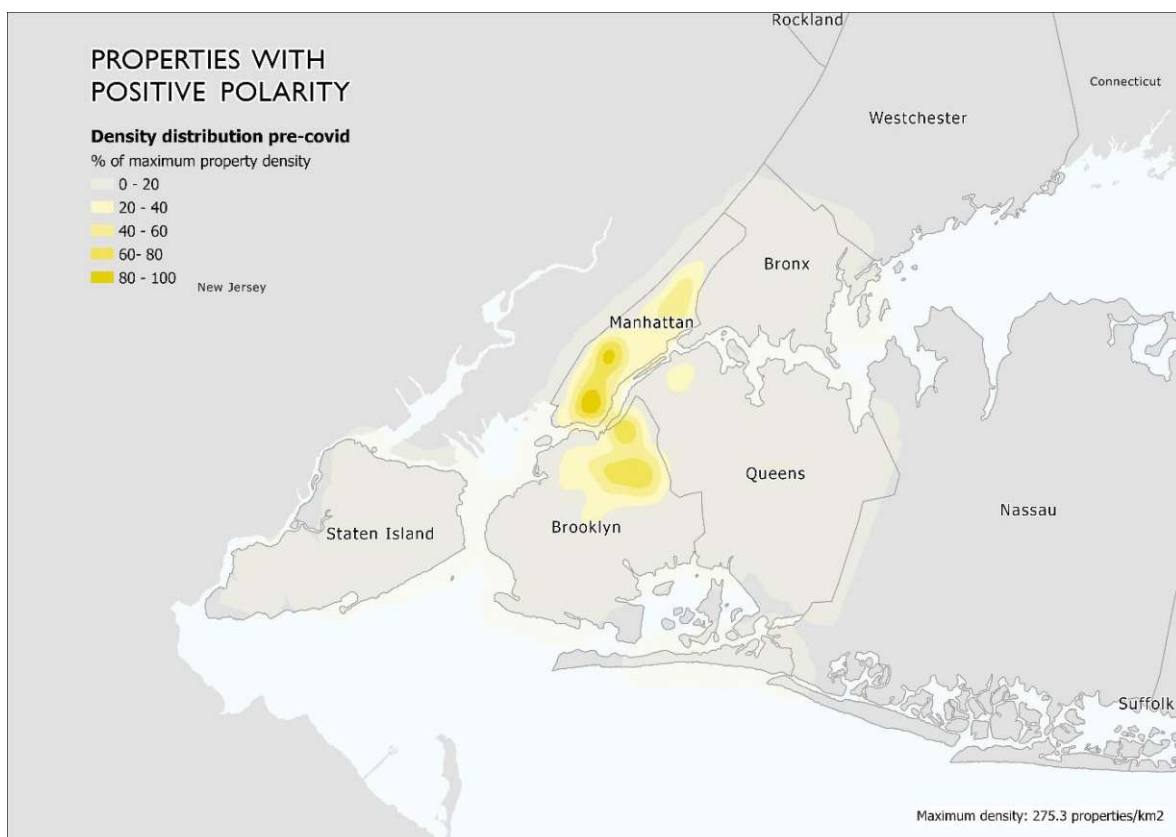 PROPERTIES WITH
POSITIVE POLARITY
Density distribution pre-covid
% of maximum property density
0 - 20
20 - 40
40 - 60
60- 80
80 - 100
New Jersey
Rockland
Connecticut
Westchester
Bronx
Manhattan
Queens
Nassau
Brooklyn
Staten Island
Suffolk
Maximum density: 275.3 properties/km2